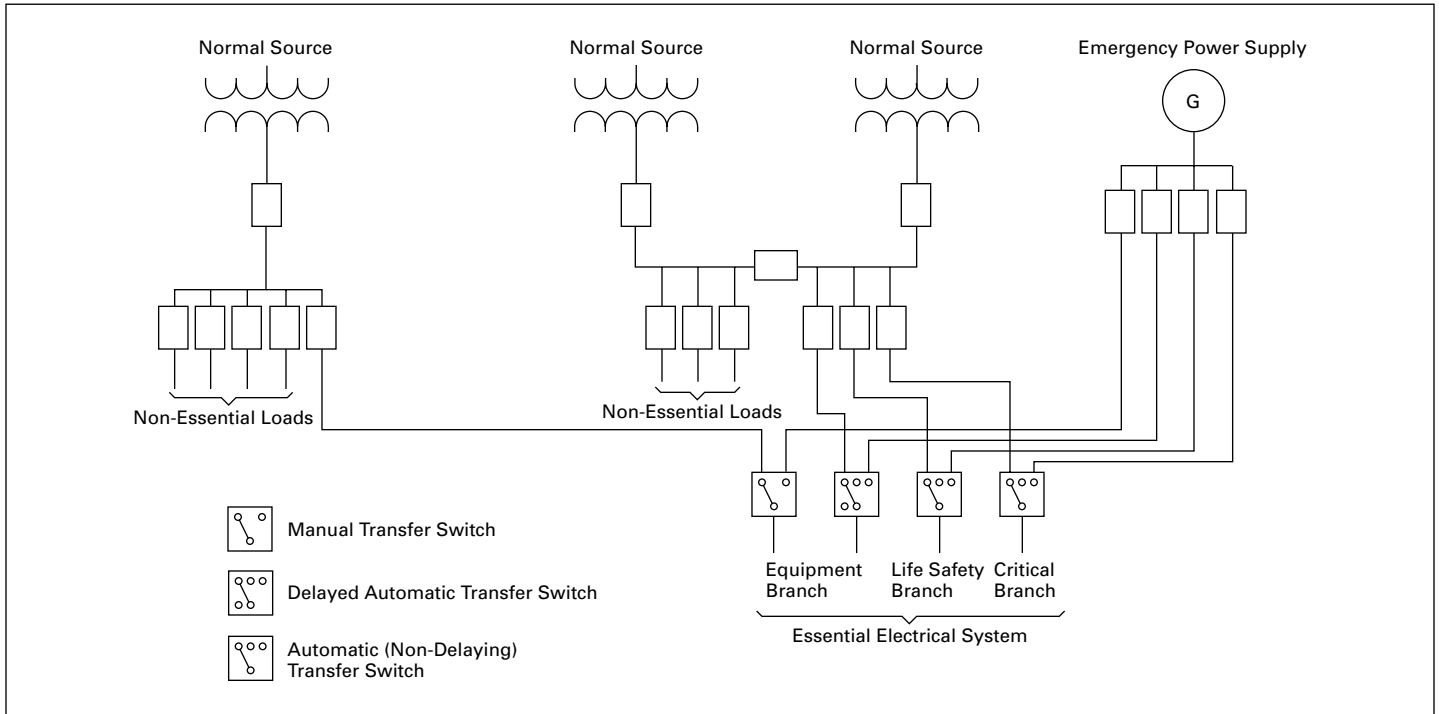 Normal Source
Normal Source
Normal Source
Emergency Power Supply
G
Non-Essential Loads
Non-Essential Loads
Manual Transfer Switch
Delayed Automatic Transfer Switch
Automatic (Non-Delaying)
Transfer Switch
Equipment
Branch
Life Safety
Branch
Critical
Branch
Essential Electrical System